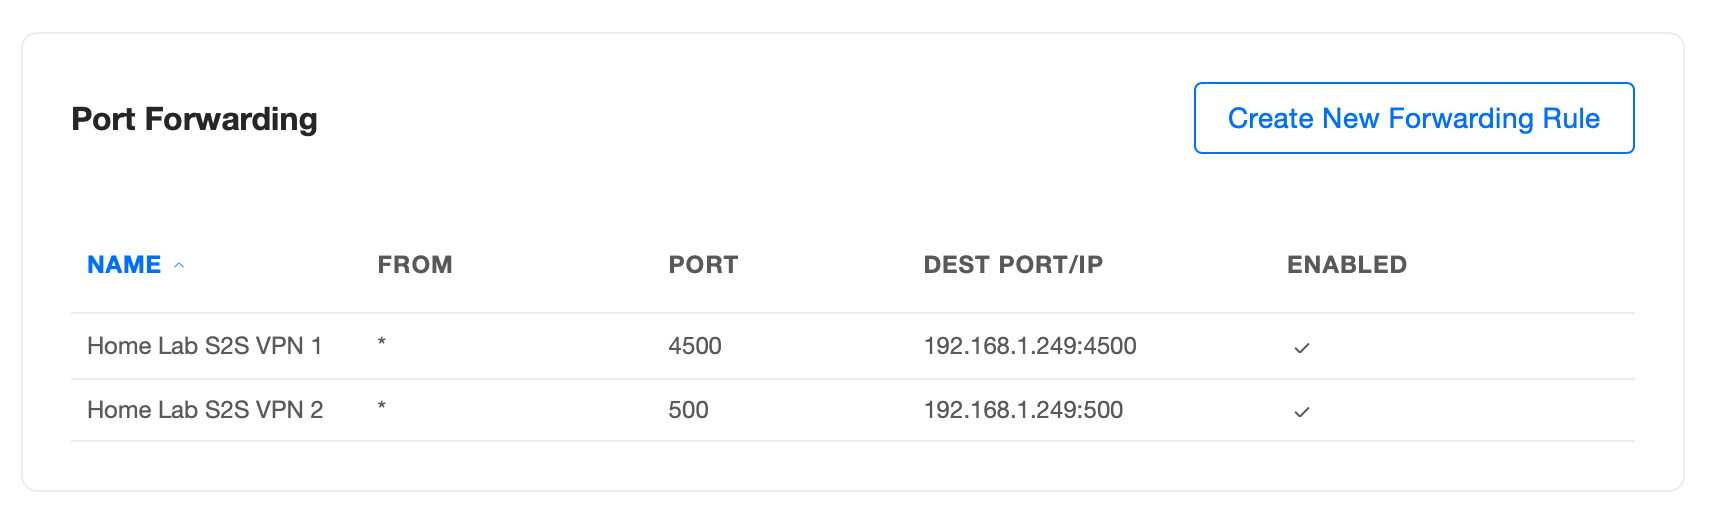 Port Forwarding
Create New Forwarding Rule
NAME FROM PORT DEST PORT/IP ENABLED
Home Lab S2S VPN 1 * 4500 192.168.1.249:4500 ✓
Home Lab S2S VPN 2 * 500 192.168.1.249:500 ✓